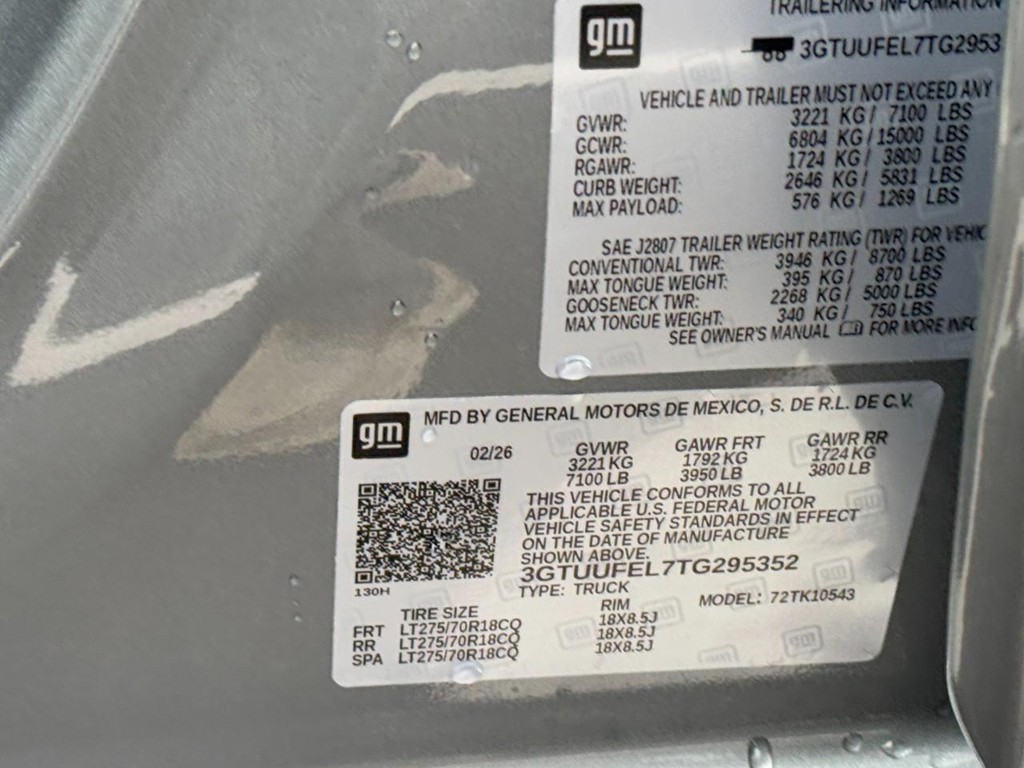 gm
TRAILERING INFORMATION
3GTUUFEL7TG2953
VEHICLE AND TRAILER MUST NOT EXCEED ANY
GVWR: 3221 KG/ 7100 LBS
GCWR: 6804 KG/15000 LBS
RGAWR: 1724 KG/ 3800 LBS
CURB WEIGHT: 2646 KG/ 5831 LBS
MAX PAYLOAD: 576 KG/ 1269 LBS
SAE J2807 TRAILER WEIGHT RATING (TWR) FOR VEHIC
CONVENTIONAL TWR: 3946 KG/ 8700 LBS
MAX TONGUE WEIGHT: 395 KG/ 870 LBS
GOOSENECK TWR: 2268 KG/ 5000 LBS
MAX TONGUE WEIGHT: 340 KG/ 750 LBS
SEE OWNER'S MANUAL FOR MORE INFO
gm
MFD BY GENERAL MOTORS DE MEXICO, S. DE R.L. DE C.V.
02/26 GVWR GAWR FRT GAWR RR
3221 KG 1792 KG 1724 KG
7100 LB 3950 LB 3800 LB
THIS VEHICLE CONFORMS TO ALL
APPLICABLE U.S. FEDERAL MOTOR
VEHICLE SAFETY STANDARDS IN EFFECT
ON THE DATE OF MANUFACTURE
SHOWN ABOVE.
3GTUUFEL7TG295352
130H
TYPE: TRUCK MODEL: 72TK10543
TIRE SIZE RIM
FRT LT275/70R18CQ 18X8.5J
RR LT275/70R18CQ 18X8.5J
SPA LT275/70R18CQ 18X8.5J